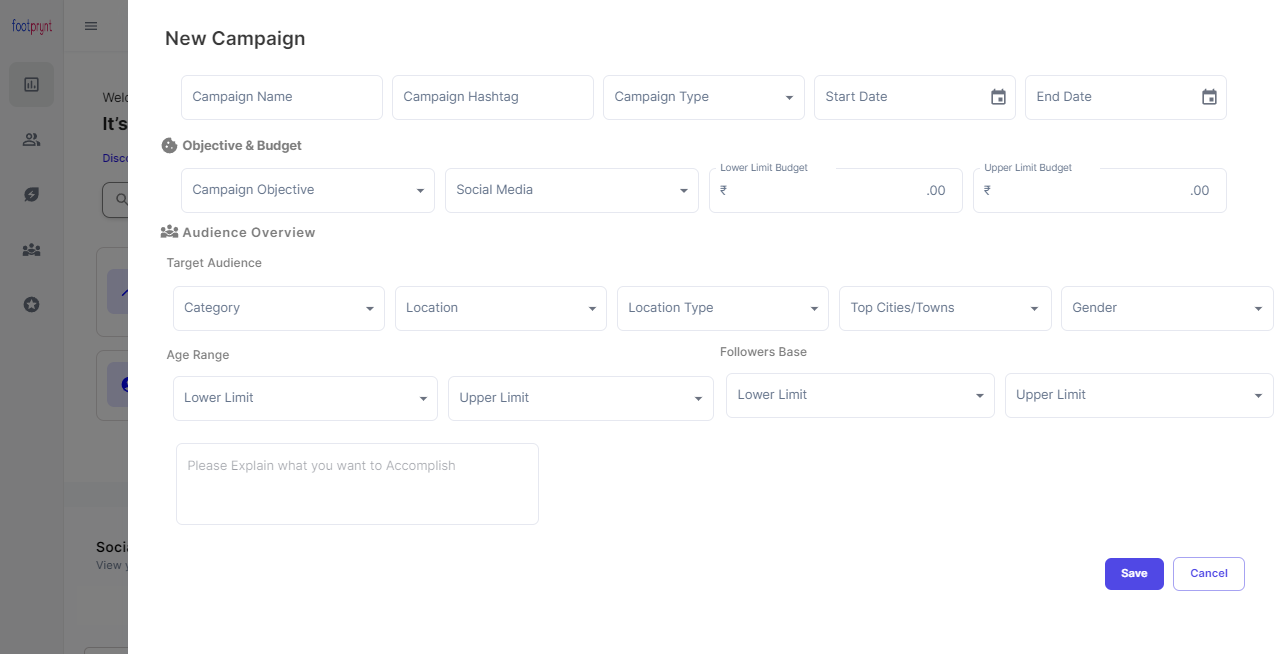 footprynt
New Campaign
Campaign Name
Campaign Hashtag
Campaign Type
Start Date
End Date
Welc
It's
Disco
Objective & Budget
Campaign Objective
Social Media
Lower Limit Budget
₹ .00
Upper Limit Budget
₹ .00
Audience Overview
Target Audience
Category
Location
Location Type
Top Cities/Towns
Gender
Age Range
Followers Base
Lower Limit
Upper Limit
Lower Limit
Upper Limit
Please Explain what you want to Accomplish
Socia
View y
Save
Cancel